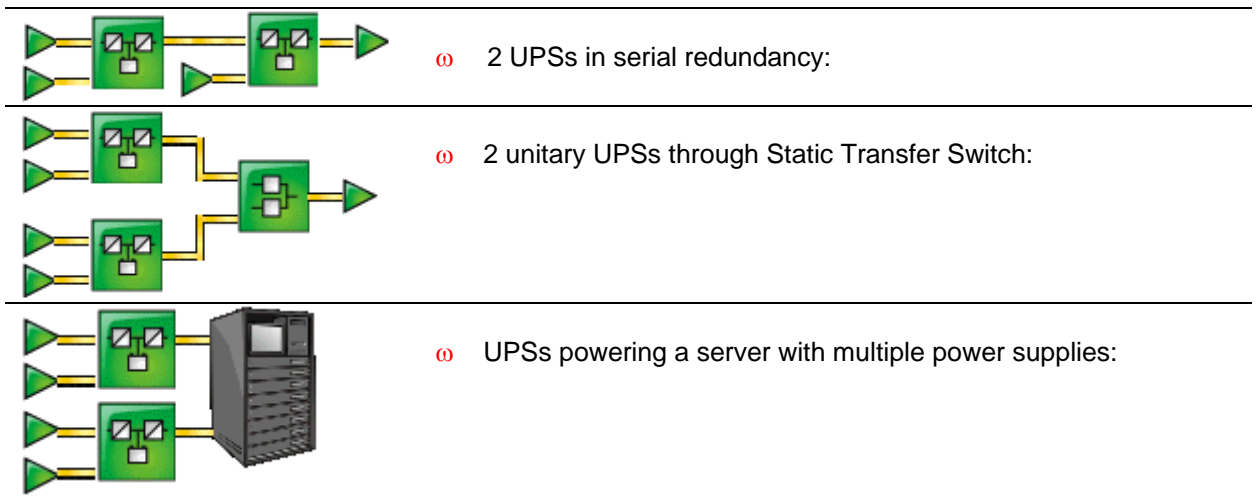 ω 2 UPSs in serial redundancy:
ω 2 unitary UPSs through Static Transfer Switch:
ω UPSs powering a server with multiple power supplies: